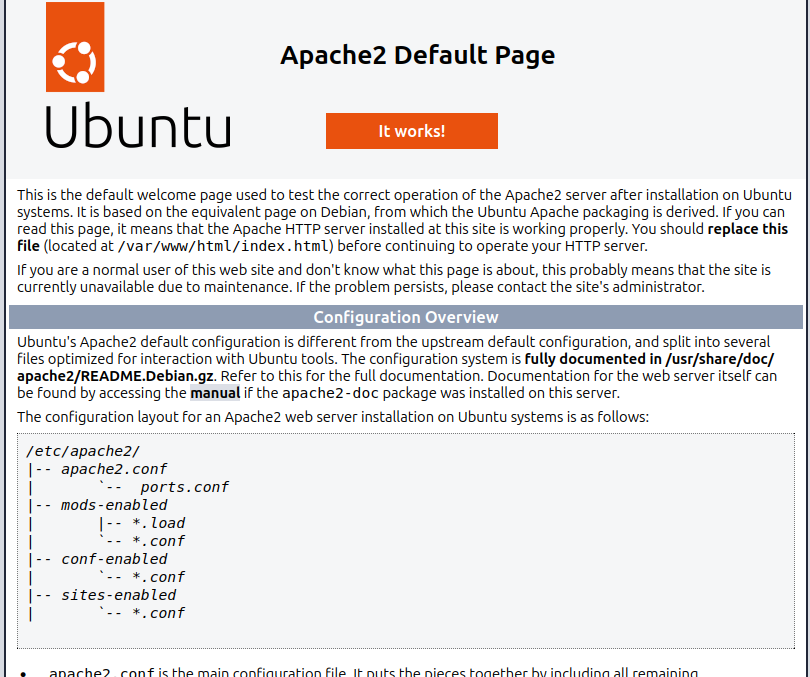 Apache2 Default Page
Ubuntu
It works!
This is the default welcome page used to test the correct operation of the Apache2 server after installation on Ubuntu
systems. It is based on the equivalent page on Debian, from which the Ubuntu Apache packaging is derived. If you can
read this page, it means that the Apache HTTP server installed at this site is working properly. You should replace this
file (located at /var/www/html/index.html) before continuing to operate your HTTP server.
If you are a normal user of this web site and don't know what this page is about, this probably means that the site is
currently unavailable due to maintenance. If the problem persists, please contact the site's administrator.
Configuration Overview
Ubuntu's Apache2 default configuration is different from the upstream default configuration, and split into several
files optimized for interaction with Ubuntu tools. The configuration system is fully documented in /usr/share/doc/
apache2/README.Debian.gz. Refer to this for the full documentation. Documentation for the web server itself can
be found by accessing the manual if the apache2-doc package was installed on this server.
The configuration layout for an Apache2 web server installation on Ubuntu systems is as follows:
/etc/apache2/
|-- apache2.conf
|       `--  ports.conf
|-- mods-enabled
|       |-- *.load
|       `-- *.conf
|-- conf-enabled
|       `-- *.conf
|-- sites-enabled
|       `-- *.conf
• apache2.conf is the main configuration file. It puts the pieces together by including all remaining